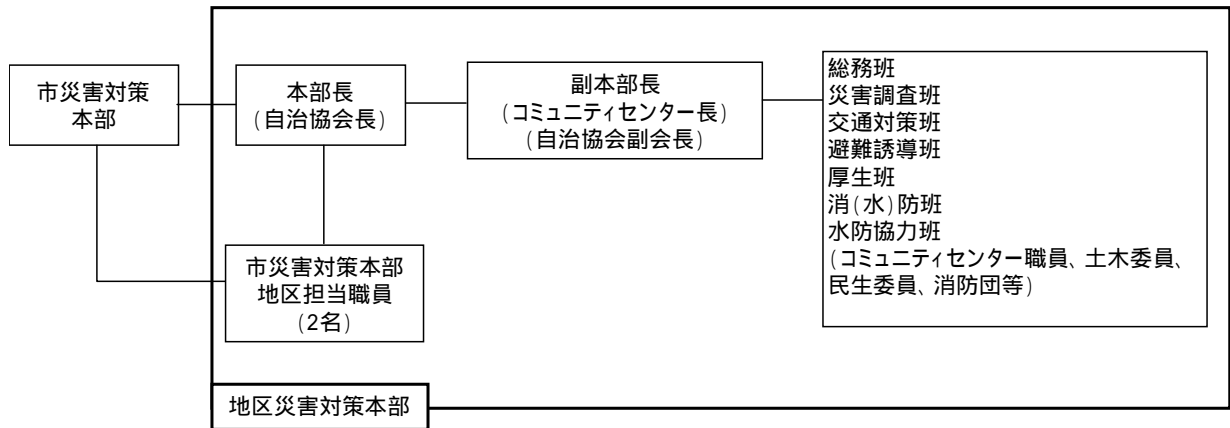 市災害対策
本部
本部長
(自治協会長)
副本部長
(コミュニティセンター長)
(自治協会副会長)
総務班
災害調査班
交通対策班
避難誘導班
厚生班
消(水)防班
水防協力班
(コミュニティセンター職員、土木委員、
民生委員、消防団等)
市災害対策本部
地区担当職員
(2名)
地区災害対策本部